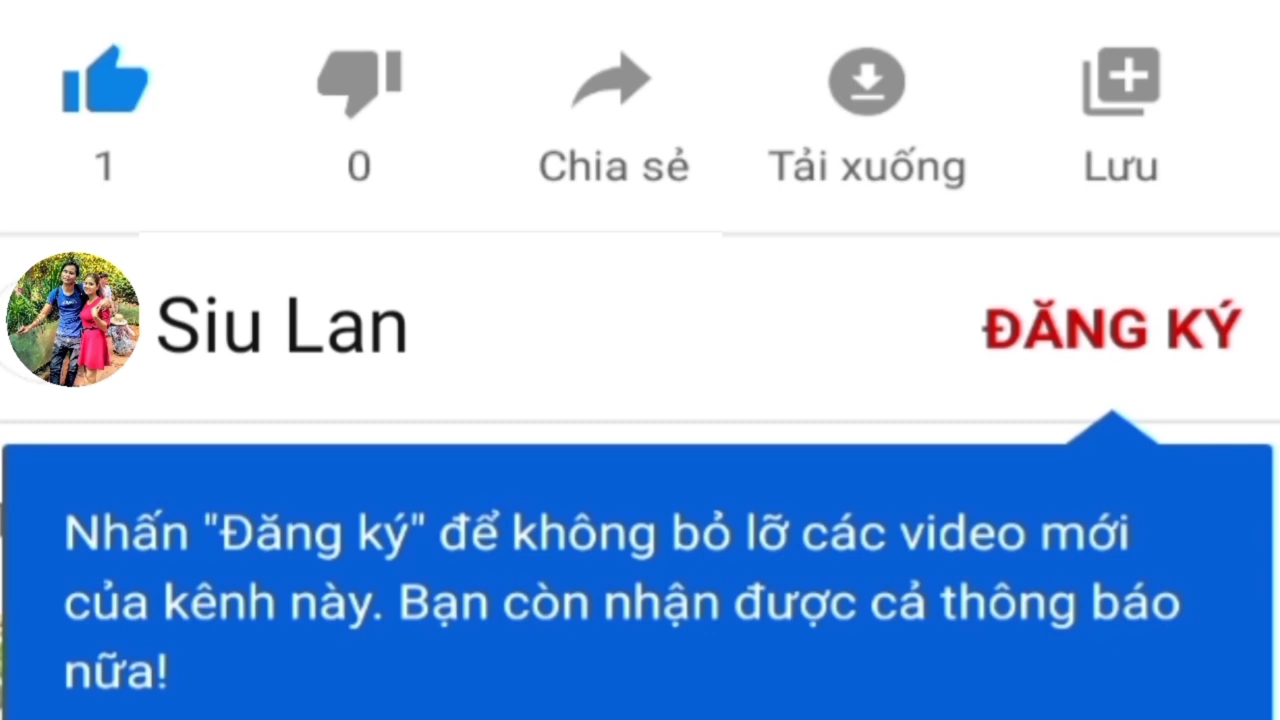 1
0
Chia sẻ
Tải xuống
Lưu
Siu Lan
ĐĂNG KÝ
Nhấn "Đăng ký" để không bỏ lỡ các video mới
của kênh này. Bạn còn nhận được cả thông báo
nữa!